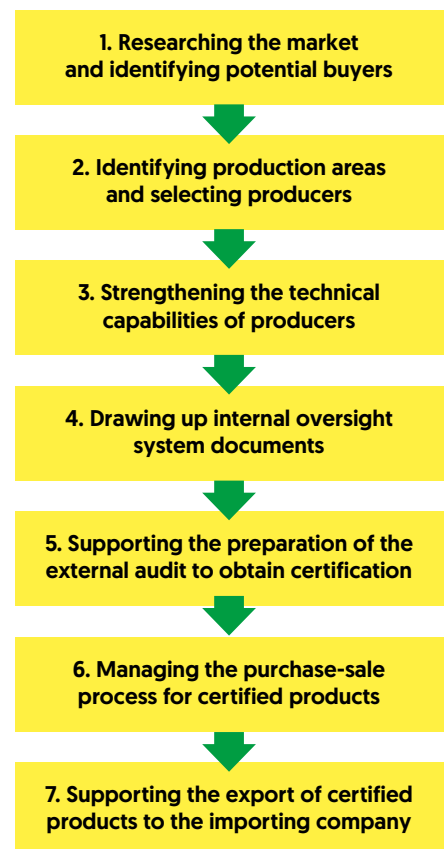 1. Researching the market
and identifying potential buyers
2. Identifying production areas
and selecting producers
3. Strengthening the technical
capabilities of producers
4. Drawing up internal oversight
system documents
5. Supporting the preparation of the
external audit to obtain certification
6. Managing the purchase-sale
process for certified products
7. Supporting the export of certified
products to the importing company